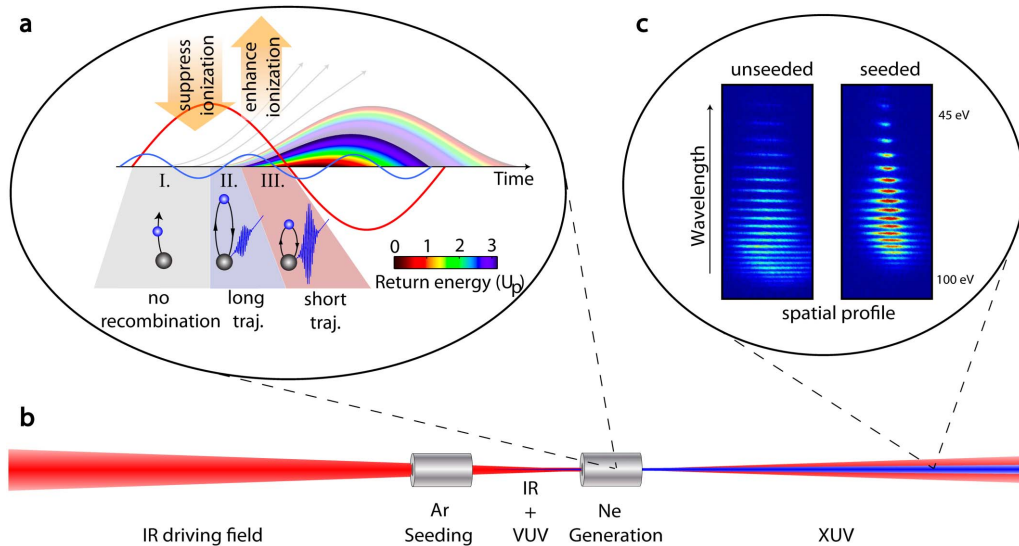 a
suppress
ionization
enhance
ionization
Time
I.
II.
III.
0 1 2 3
Return energy (Up)
no
recombination
long
traj.
short
traj.
c
unseeded
seeded
Wavelength
45 eV
100 eV
spatial profile
b
IR driving field
Ar
Seeding
IR
+
VUV
Ne
Generation
XUV